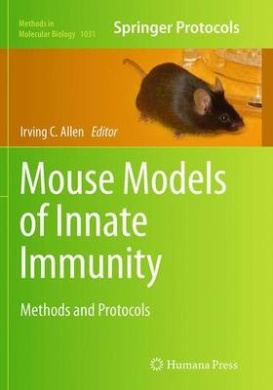 Methods in
Molecular Biology 1031
Springer Protocols
Irving C. Allen Editor
Mouse Models
of Innate
Immunity
Methods and Protocols
Humana Press